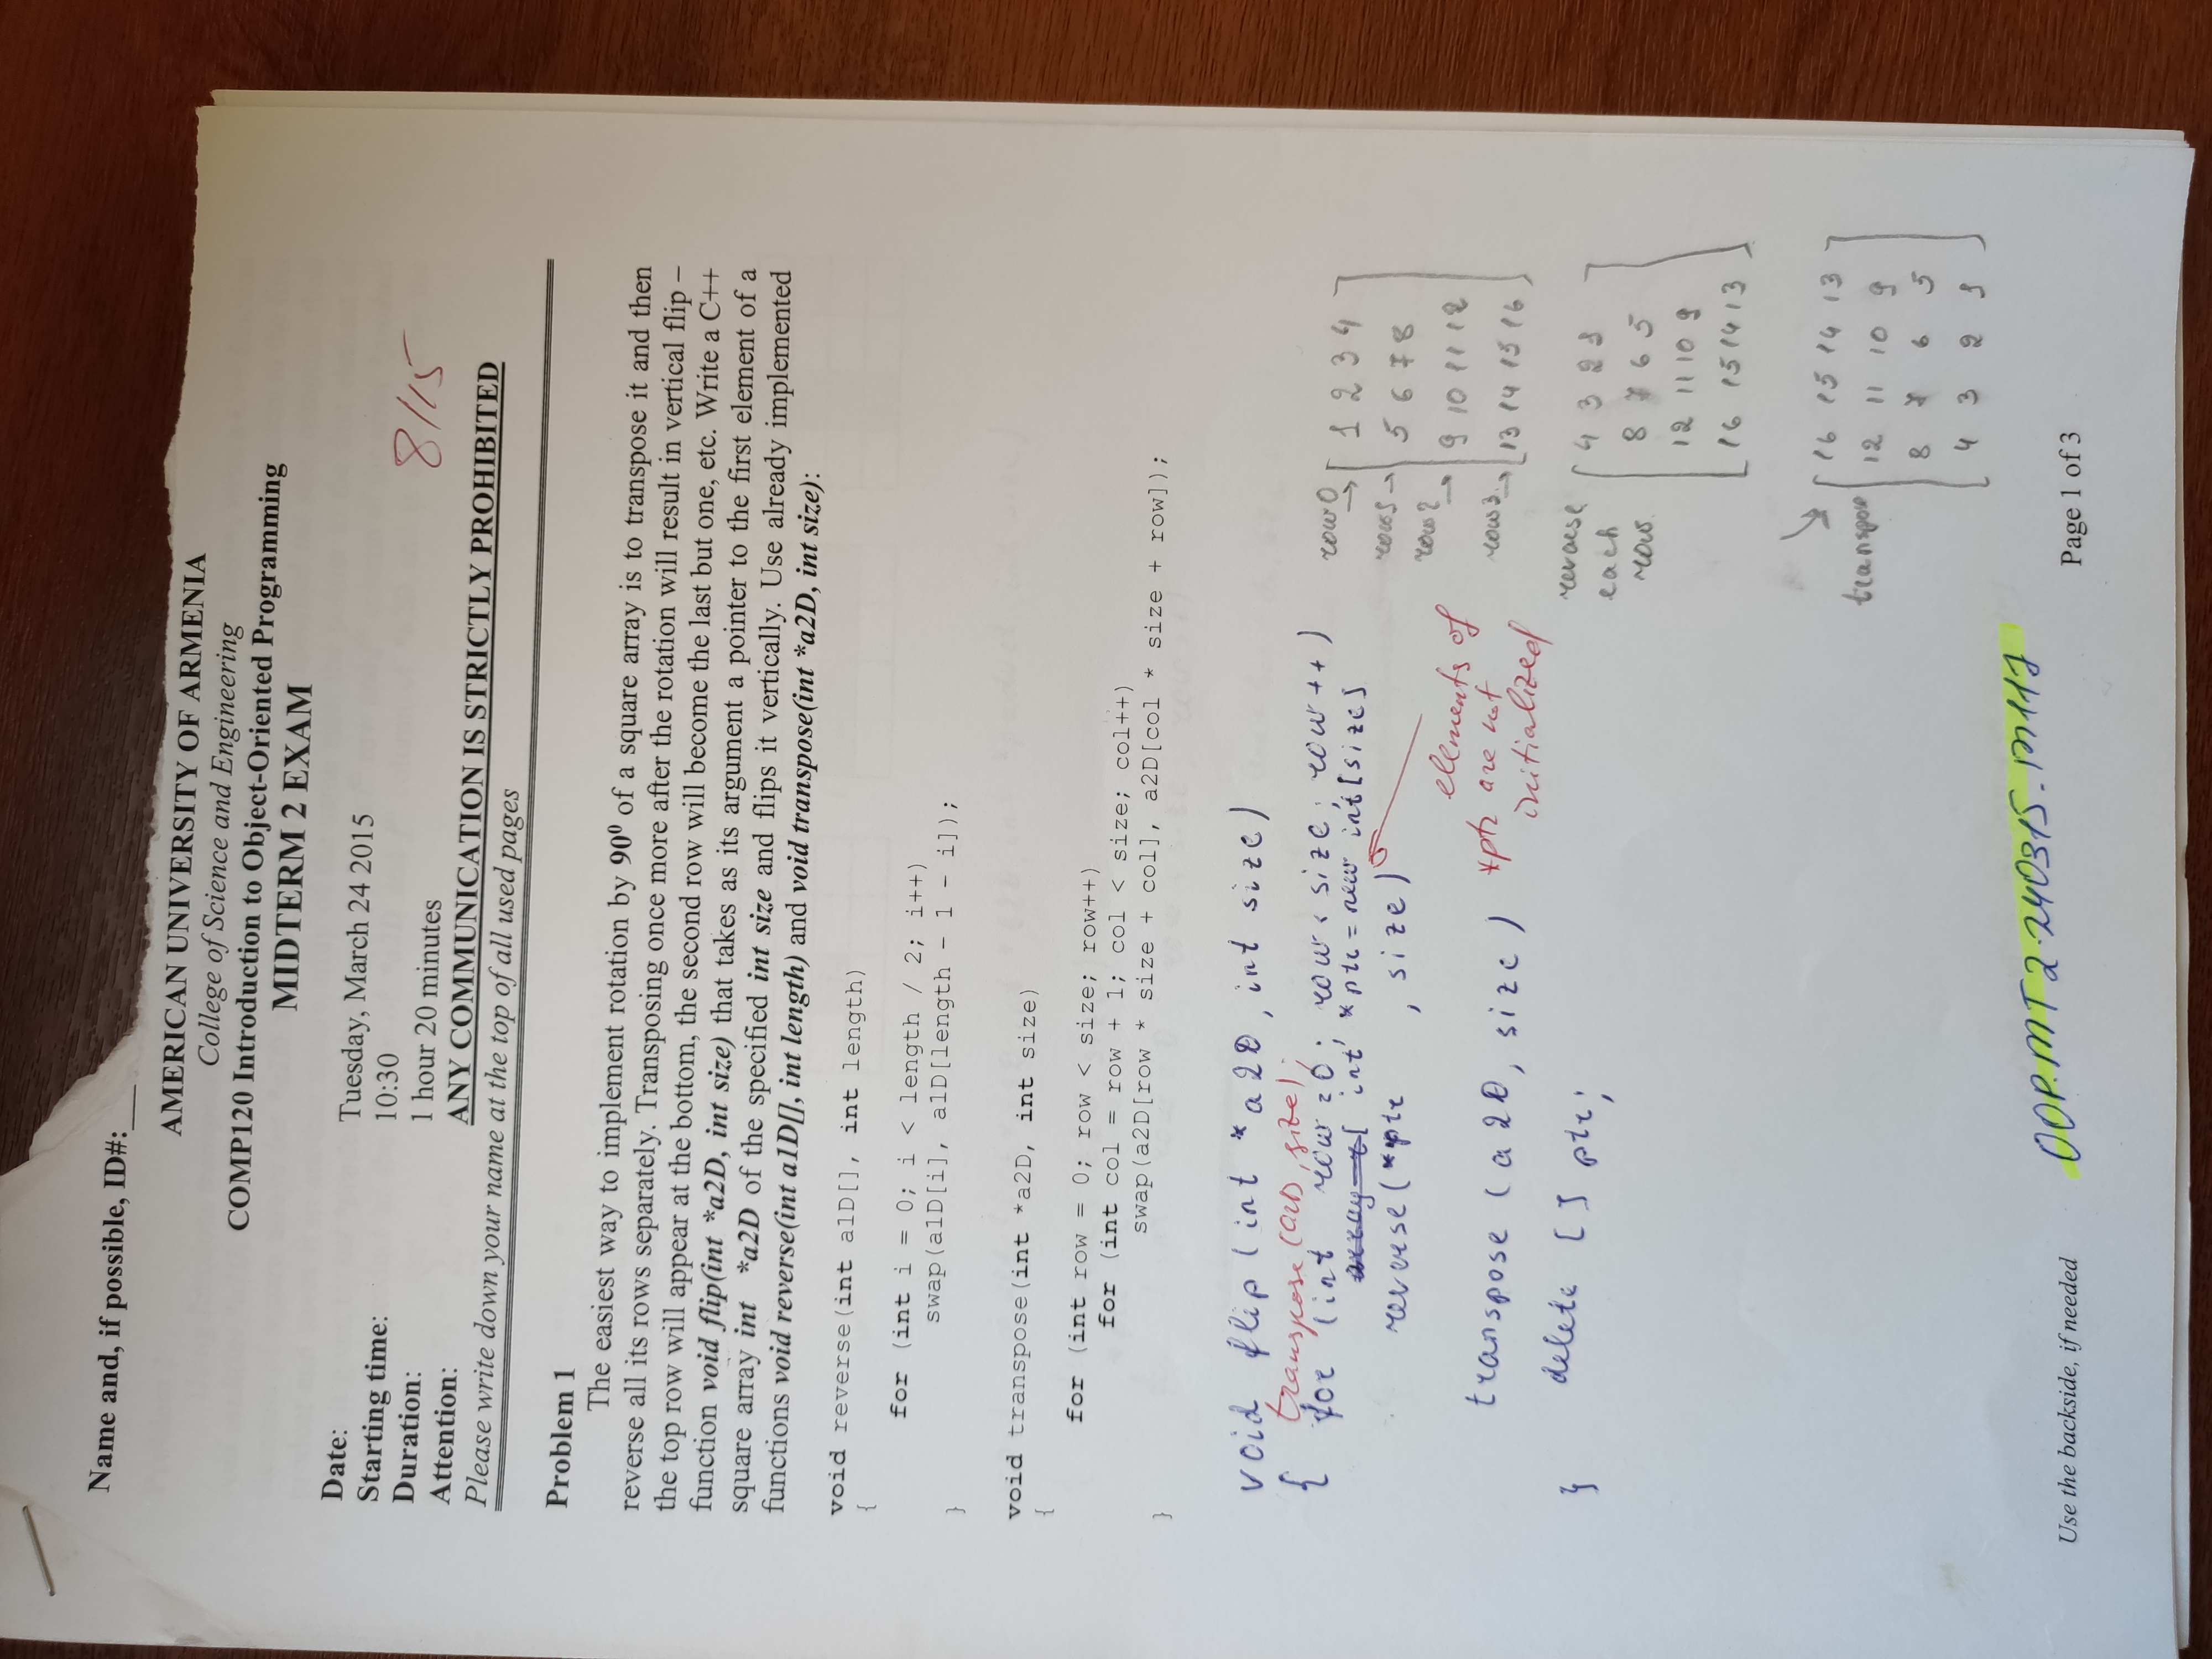 Name and, if possible, ID#:___
AMERICAN UNIVERSITY OF ARMENIA
College of Science and Engineering
COMP120 Introduction to Object-Oriented Programming
MIDTERM 2 EXAM
Date: Tuesday, March 24 2015
Starting time: 10:30
Duration: 1 hour 20 minutes
8/15
Attention: ANY COMMUNICATION IS STRICTLY PROHIBITED
Please write down your name at the top of all used pages
Problem 1
The easiest way to implement rotation by 90⁰ of a square array is to transpose it and then
reverse all its rows separately. Transposing once more after the rotation will result in vertical flip –
the top row will appear at the bottom, the second row will become the last but one, etc. Write a C++
function void flip(int *a2D, int size) that takes as its argument a pointer to the first element of a
square array int *a2D of the specified int size and flips it vertically. Use already implemented
functions void reverse(int a1D[], int length) and void transpose(int *a2D, int size):
void reverse(int a1D[], int length)
{
for (int i = 0; i < length / 2; i++)
swap(a1D[i], a1D[length - 1 - i]);
}
void transpose(int *a2D, int size)
{
for (int row = 0; row < size; row++)
for (int col = row + 1; col < size; col++)
swap(a2D[row * size + col], a2D[col * size + row]);
}
void flip (int *a2D, int size)
{ transpose (a2D, size);
for (int row = 0; row < size; row++)
int *ptr = new int[size]
reverse (*ptr , size)
elements of
*ptr are not
initialized
transpose (a2D, size)
delete [] ptr;
}
row0 → 1 2 3 4
row1 → 5 6 7 8
row2 → 9 10 11 12
row3 → 13 14 15 16
reverse
each
row
4 3 2 1
8 7 6 5
12 11 10 9
16 15 14 13
transpose
16 15 14 13
12 11 10 9
8 7 6 5
4 3 2 1
OOP.MT2.240315.M117
Use the backside, if needed
Page 1 of 3